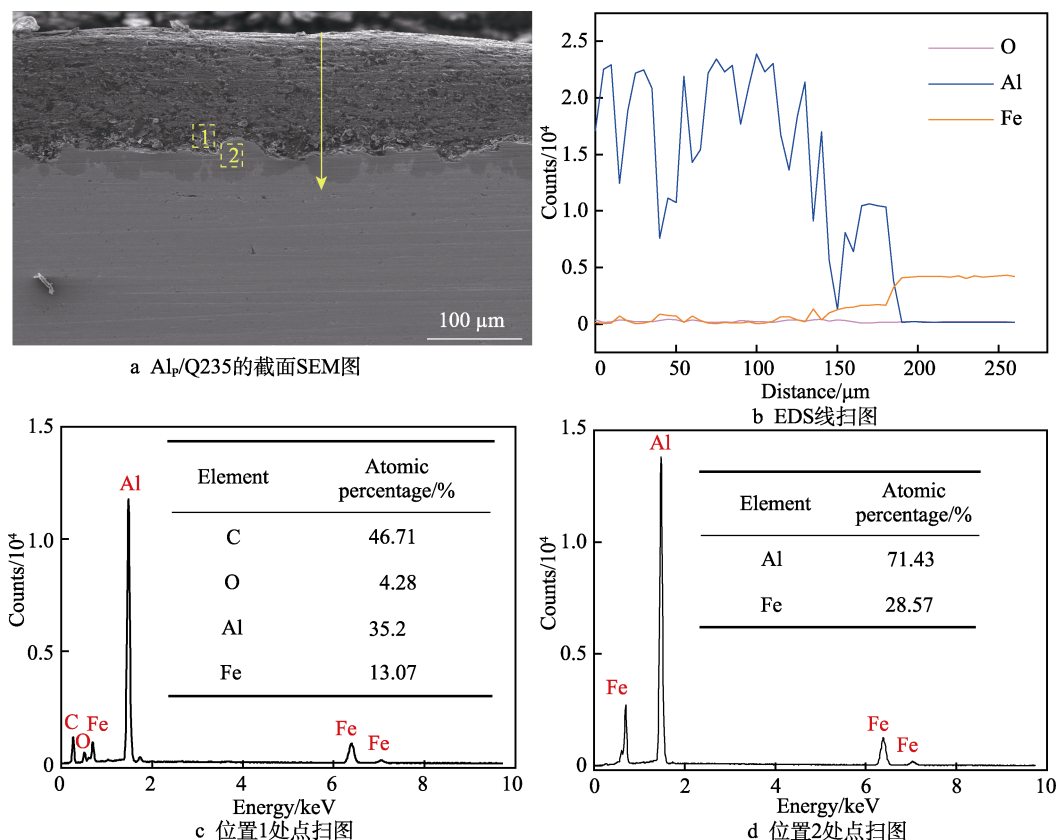 1
2
100 μm
a AlP/Q235的截面SEM图
2.5
2.0
1.5
1.0
0.5
0
Counts/10⁴
O
Al
Fe
0 50 100 150 200 250
Distance/μm
b EDS线扫图
1.5
1.0
0.5
0
Counts/10⁴
Element Atomic percentage/%
C 46.71
O 4.28
Al 35.2
Fe 13.07
C
O
Fe
Al
Fe
Fe
2 4 6 8 10
Energy/keV
c 位置1处点扫图
1.5
1.0
0.5
0
Counts/10⁴
Element Atomic percentage/%
Al 71.43
Fe 28.57
Fe
Al
Fe
Fe
2 4 6 8 10
Energy/keV
d 位置2处点扫图